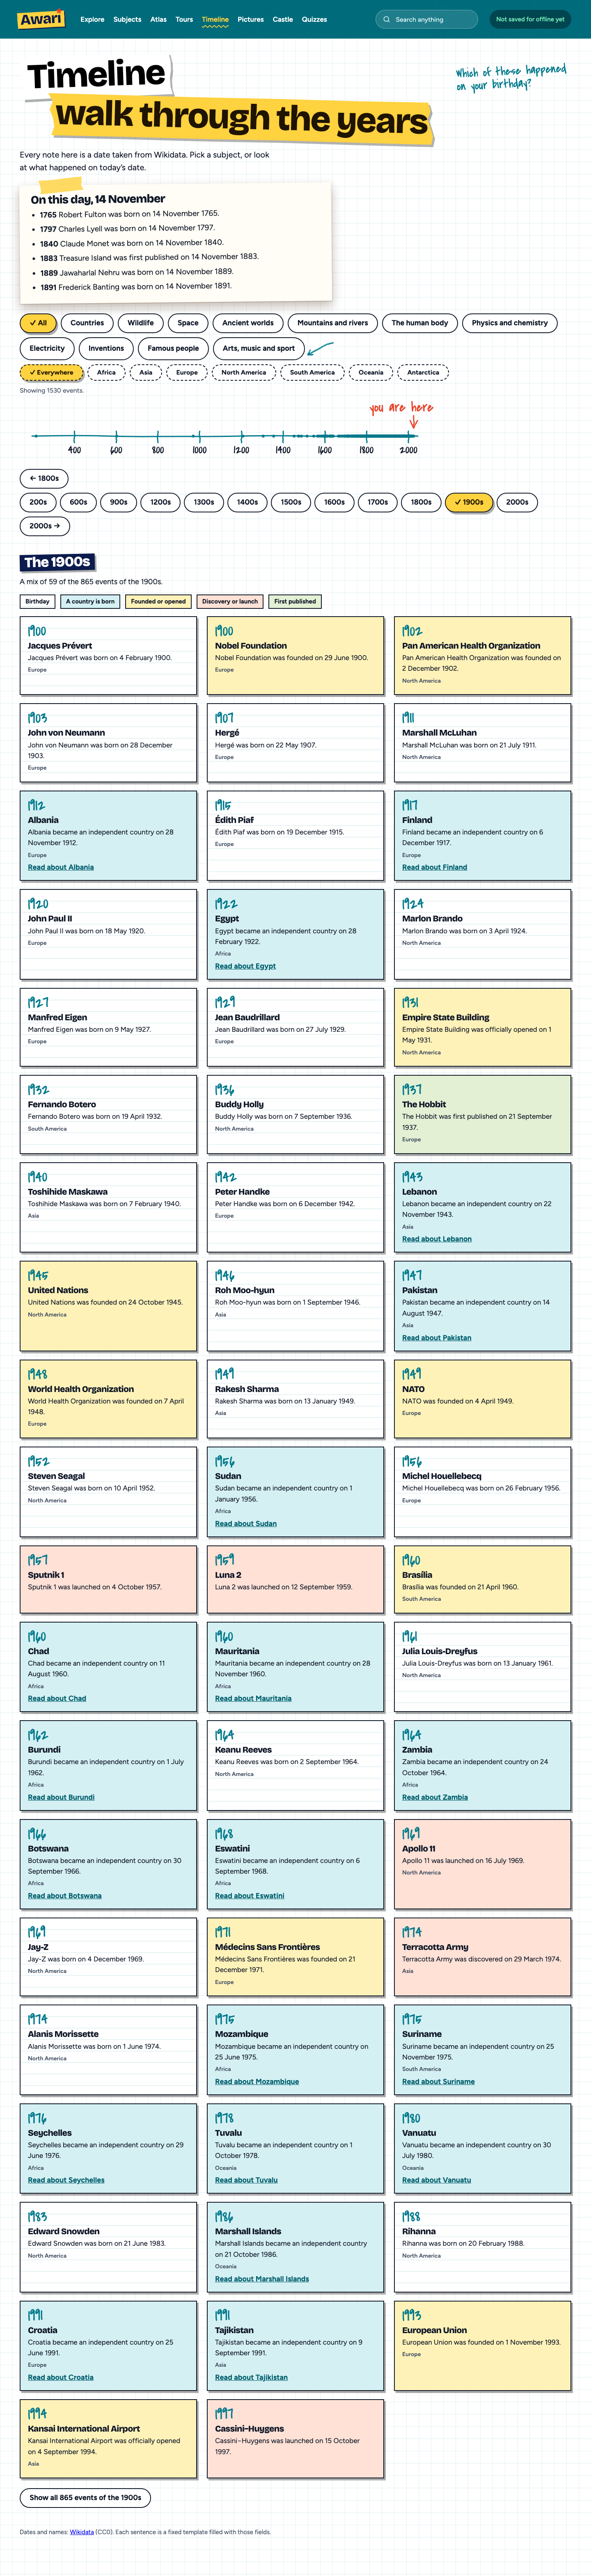 Awari
Explore Subjects Atlas Tours Timeline Pictures Castle Quizzes
Search anything
Not saved for offline yet
Timeline
walk through the years
Which of these happened
on your birthday?
Every note here is a date taken from Wikidata. Pick a subject, or look
at what happened on today's date.
On this day, 14 November
1765 Robert Fulton was born on 14 November 1765.
1797 Charles Lyell was born on 14 November 1797.
1840 Claude Monet was born on 14 November 1840.
1883 Treasure Island was first published on 14 November 1883.
1889 Jawaharlal Nehru was born on 14 November 1889.
1891 Frederick Banting was born on 14 November 1891.
✓ All Countries Wildlife Space Ancient worlds Mountains and rivers The human body Physics and chemistry
Electricity Inventions Famous people Arts, music and sport
✓ Everywhere Africa Asia Europe North America South America Oceania Antarctica
Showing 1530 events.
you are here
400 600 800 1000 1200 1400 1600 1800 2000
← 1800s
200s 600s 900s 1200s 1300s 1400s 1500s 1600s 1700s 1800s ✓ 1900s 2000s
2000s →
The 1900s
A mix of 59 of the 865 events of the 1900s.
Birthday A country is born Founded or opened Discovery or launch First published
1900
Jacques Prévert
Jacques Prévert was born on 4 February 1900.
Europe
1900
Nobel Foundation
Nobel Foundation was founded on 29 June 1900.
Europe
1902
Pan American Health Organization
Pan American Health Organization was founded on
2 December 1902.
North America
1903
John von Neumann
John von Neumann was born on 28 December
1903.
Europe
1907
Hergé
Hergé was born on 22 May 1907.
Europe
1911
Marshall McLuhan
Marshall McLuhan was born on 21 July 1911.
North America
1912
Albania
Albania became an independent country on 28
November 1912.
Europe
Read about Albania
1915
Édith Piaf
Édith Piaf was born on 19 December 1915.
Europe
1917
Finland
Finland became an independent country on 6
December 1917.
Europe
Read about Finland
1920
John Paul II
John Paul II was born on 18 May 1920.
Europe
1922
Egypt
Egypt became an independent country on 28
February 1922.
Africa
Read about Egypt
1924
Marlon Brando
Marlon Brando was born on 3 April 1924.
North America
1927
Manfred Eigen
Manfred Eigen was born on 9 May 1927.
Europe
1929
Jean Baudrillard
Jean Baudrillard was born on 27 July 1929.
Europe
1931
Empire State Building
Empire State Building was officially opened on 1
May 1931.
North America
1932
Fernando Botero
Fernando Botero was born on 19 April 1932.
South America
1936
Buddy Holly
Buddy Holly was born on 7 September 1936.
North America
1937
The Hobbit
The Hobbit was first published on 21 September
1937.
Europe
1940
Toshihide Maskawa
Toshihide Maskawa was born on 7 February 1940.
Asia
1942
Peter Handke
Peter Handke was born on 6 December 1942.
Europe
1943
Lebanon
Lebanon became an independent country on 22
November 1943.
Asia
Read about Lebanon
1945
United Nations
United Nations was founded on 24 October 1945.
North America
1946
Roh Moo-hyun
Roh Moo-hyun was born on 1 September 1946.
Asia
1947
Pakistan
Pakistan became an independent country on 14
August 1947.
Asia
Read about Pakistan
1948
World Health Organization
World Health Organization was founded on 7 April
1948.
Europe
1949
Rakesh Sharma
Rakesh Sharma was born on 13 January 1949.
Asia
1949
NATO
NATO was founded on 4 April 1949.
Europe
1952
Steven Seagal
Steven Seagal was born on 10 April 1952.
North America
1956
Sudan
Sudan became an independent country on 1
January 1956.
Africa
Read about Sudan
1956
Michel Houellebecq
Michel Houellebecq was born on 26 February 1956.
Europe
1957
Sputnik 1
Sputnik 1 was launched on 4 October 1957.
1959
Luna 2
Luna 2 was launched on 12 September 1959.
1960
Brasília
Brasília was founded on 21 April 1960.
South America
1960
Chad
Chad became an independent country on 11
August 1960.
Africa
Read about Chad
1960
Mauritania
Mauritania became an independent country on 28
November 1960.
Africa
Read about Mauritania
1961
Julia Louis-Dreyfus
Julia Louis-Dreyfus was born on 13 January 1961.
North America
1962
Burundi
Burundi became an independent country on 1 July
1962.
Africa
Read about Burundi
1964
Keanu Reeves
Keanu Reeves was born on 2 September 1964.
North America
1964
Zambia
Zambia became an independent country on 24
October 1964.
Africa
Read about Zambia
1966
Botswana
Botswana became an independent country on 30
September 1966.
Africa
Read about Botswana
1968
Eswatini
Eswatini became an independent country on 6
September 1968.
Africa
Read about Eswatini
1969
Apollo 11
Apollo 11 was launched on 16 July 1969.
North America
1969
Jay-Z
Jay-Z was born on 4 December 1969.
North America
1971
Médecins Sans Frontières
Médecins Sans Frontières was founded on 21
December 1971.
Europe
1974
Terracotta Army
Terracotta Army was discovered on 29 March 1974.
Asia
1974
Alanis Morissette
Alanis Morissette was born on 1 June 1974.
North America
1975
Mozambique
Mozambique became an independent country on
25 June 1975.
Africa
Read about Mozambique
1975
Suriname
Suriname became an independent country on 25
November 1975.
South America
Read about Suriname
1976
Seychelles
Seychelles became an independent country on 29
June 1976.
Africa
Read about Seychelles
1978
Tuvalu
Tuvalu became an independent country on 1
October 1978.
Oceania
Read about Tuvalu
1980
Vanuatu
Vanuatu became an independent country on 30
July 1980.
Oceania
Read about Vanuatu
1983
Edward Snowden
Edward Snowden was born on 21 June 1983.
North America
1986
Marshall Islands
Marshall Islands became an independent country
on 21 October 1986.
Oceania
Read about Marshall Islands
1988
Rihanna
Rihanna was born on 20 February 1988.
North America
1991
Croatia
Croatia became an independent country on 25
June 1991.
Europe
Read about Croatia
1991
Tajikistan
Tajikistan became an independent country on 9
September 1991.
Asia
Read about Tajikistan
1993
European Union
European Union was founded on 1 November 1993.
Europe
1994
Kansai International Airport
Kansai International Airport was officially opened
on 4 September 1994.
Asia
1997
Cassini–Huygens
Cassini–Huygens was launched on 15 October
1997.
Show all 865 events of the 1900s
Dates and names: Wikidata (CC0). Each sentence is a fixed template filled with those fields.